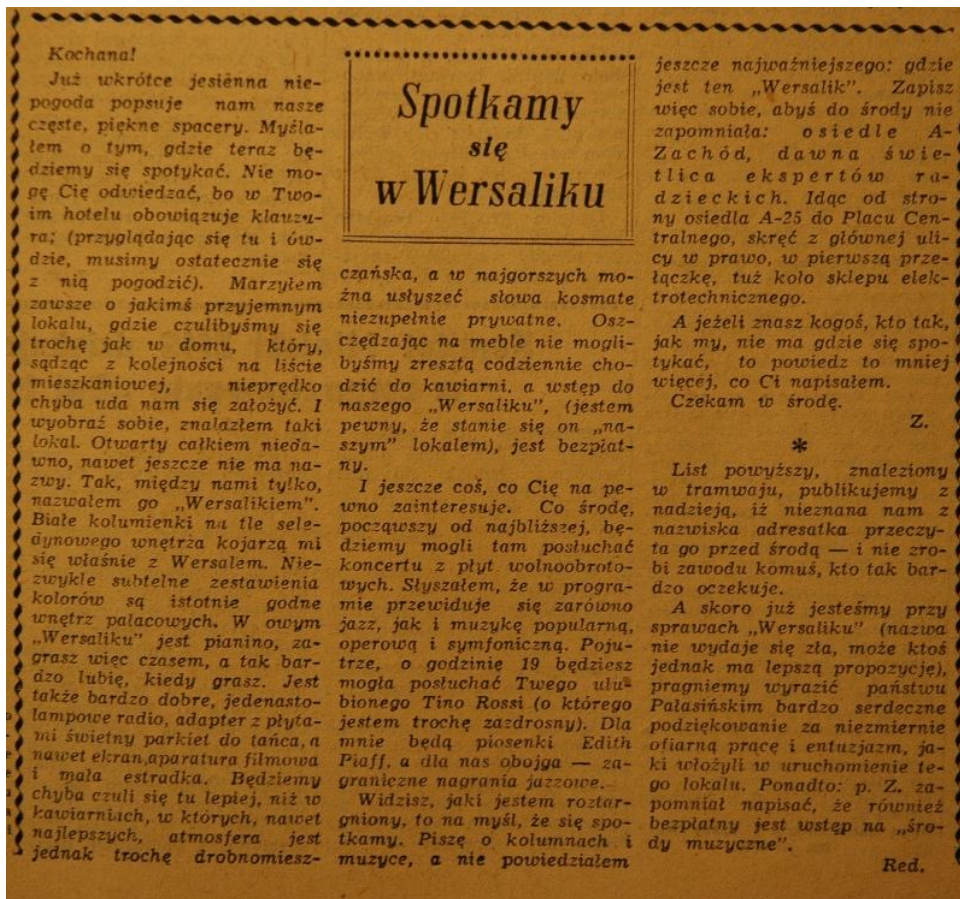 Kochana!
Już wkrótce jesienna nie-
pogoda popsuje nam nasze
częste, piękne spacery. Myśla-
łem o tym, gdzie teraz bę-
dziemy się spotykać. Nie mo-
gę Cię odwiedzać, bo w Two-
im hotelu obowiązuje klauzu-
ra; (przyglądając się tu i ów-
dzie, musimy ostatecznie się
z nią pogodzić). Marzyłem
zawsze o jakimś przyjemnym
lokalu, gdzie czulibyśmy się
trochę jak w domu, który,
sądząc z kolejności na liście
mieszkaniowej, nieprędko
chyba uda nam się założyć. I
wyobraź sobie, znalazłem taki
lokal. Otwarty całkiem nieda-
wno, nawet jeszcze nie ma na-
zwy. Tak, między nami tylko,
nazwałem go „Wersalikiem".
Białe kolumienki na tle sele-
dynowego wnętrza kojarzą mi
się właśnie z Wersalem. Nie-
zwykle subtelne zestawienia
kolorów są istotnie godne
wnętrz pałacowych. W owym
„Wersaliku" jest pianino, za-
grasz więc czasem, a tak bar-
dzo lubię, kiedy grasz. Jest
także bardzo dobre, jedenasto-
lampowe radio, adapter z płyta-
mi świetny parkiet do tańca, a
nawet ekran, aparatura filmowa
i mała estradka. Będziemy
chyba czuli się tu lepiej, niż w
kawiarniach, w których, nawet
najlepszych, atmosfera jest
jednak trochę drobnomiesz-
Spotkamy
się
w Wersaliku
czańska, a w najgorszych mo-
żna usłyszeć słowa kosmate
niezupełnie prywatne. Osz-
czędzając na meble nie mogli-
byśmy zresztą codziennie cho-
dzić do kawiarni, a wstęp do
naszego „Wersaliku", (jestem
pewny, że stanie się on „na-
szym" lokalem), jest bezpłat-
ny.
I jeszcze coś, co Cię na pe-
wno zainteresuje. Co środę,
począwszy od najbliższej, bę-
dziemy mogli tam posłuchać
koncertu z płyt wolnoobroto-
wych. Słyszałem, że w progra-
mie przewiduje się zarówno
jazz, jak i muzykę popularną,
operową i symfoniczną. Poju-
trze, o godzinie 19 będziesz
mogła posłuchać Twego ulu-
bionego Tino Rossi (o którego
jestem trochę zazdrosny). Dla
mnie będą piosenki Edith
Piaff, a dla nas obojga — za-
graniczne nagrania jazzowe.
Widzisz, jaki jestem roztar-
gniony, to na myśl, że się spo-
tkamy. Piszę o kolumnach i
muzyce, a nie powiedziałem
jeszcze najważniejszego: gdzie
jest ten „Wersalik". Zapisz
więc sobie, abyś do środy nie
zapomniała: osiedle A-
Zachód, dawna świe-
tlica ekspertów ra-
dzieckich. Idąc od stro-
ny osiedla A-25 do Placu Cen-
tralnego, skręć z głównej uli-
cy w prawo, w pierwszą prze-
łączkę, tuż koło sklepu elek-
trotechnicznego.
A jeżeli znasz kogoś, kto tak,
jak my, nie ma gdzie się spo-
tykać, to powiedz to mniej
więcej, co Ci napisałem.
Czekam w środę.
Z.
*
List powyższy, znaleziony
w tramwaju, publikujemy z
nadzieją, iż nieznana nam z
nazwiska adresatka przeczy-
ta go przed środą — i nie zro-
bi zawodu komuś, kto tak bar-
dzo oczekuje.
A skoro już jesteśmy przy
sprawach „Wersaliku" (nazwa
nie wydaje się zła, może ktoś
jednak ma lepszą propozycję),
pragniemy wyrazić państwu
Palasińskim bardzo serdeczne
podziękowanie za niezmiernie
ofiarną pracę i entuzjazm, ja-
ki włożyli w uruchomienie te-
go lokalu. Ponadto: p. Z. za-
pomniał napisać, że również
bezpłatny jest wstęp na „śro-
dy muzyczne".
Red.